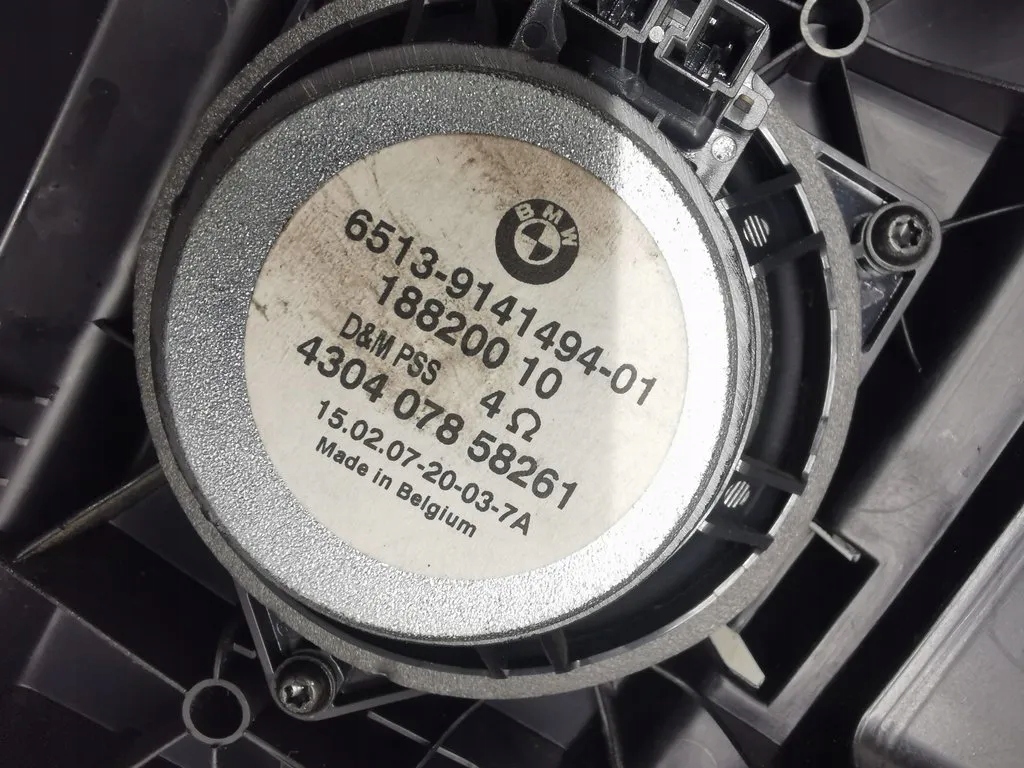 BMW
6513-9141494-01
188200 10
D&M PSS 4 Ω
4304 078 58261
15.02.07-20-03-7A
Made in Belgium